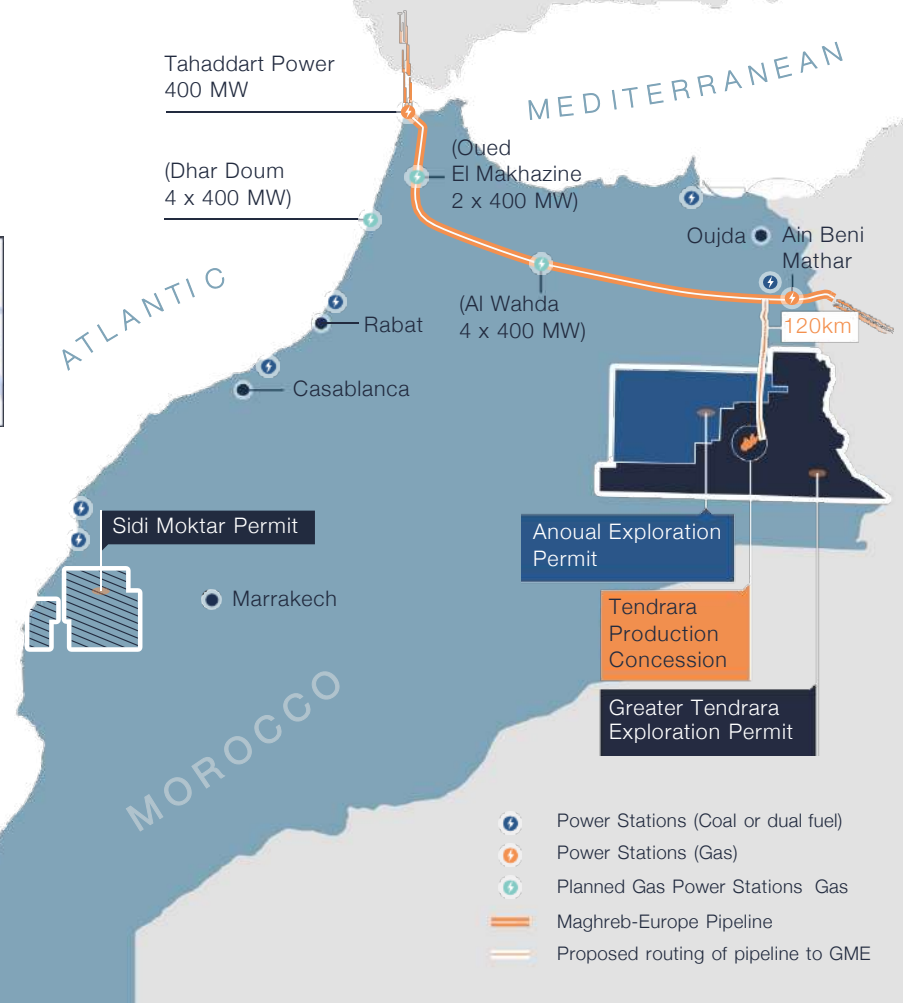 Tahaddart Power
400 MW
MEDITERRANEAN
(Dhar Doum
4 x 400 MW)
(Oued
El Makhazine
2 x 400 MW)
Oujda
Ain Beni
Mathar
ATLANTIC
(Al Wahda
4 x 400 MW)
120km
Rabat
Casablanca
Sidi Moktar Permit
Anoual Exploration
Permit
Marrakech
Tendrara
Production
Concession
Greater Tendrara
Exploration Permit
MOROCCO
Power Stations (Coal or dual fuel)
Power Stations (Gas)
Planned Gas Power Stations Gas
Maghreb-Europe Pipeline
Proposed routing of pipeline to GME